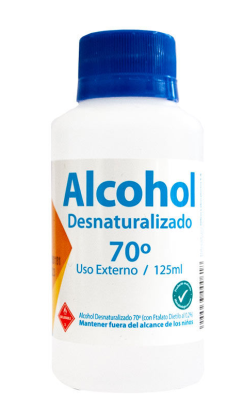 Alcohol
Desnaturalizado
70º
Uso Externo / 125ml
Alcohol Desnaturalizado 70º (con Ftalato Dietilo al 0,2%)
Mantener fuera del alcance de los niños